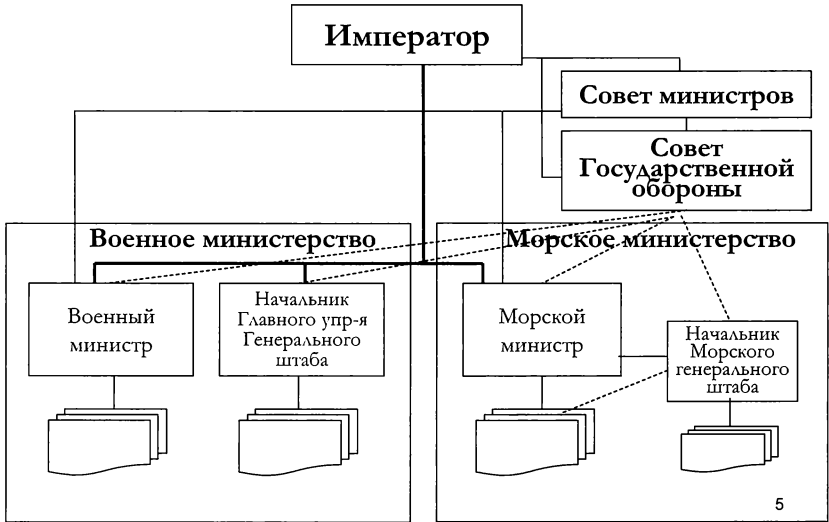 Император
Совет министров
Совет
Государственной
обороны
Военное министерство
Морское министерство
Военный
министр
Начальник
Главного упр-я
Генерального
штаба
Морской
министр
Начальник
Морского
генерального
штаба
5